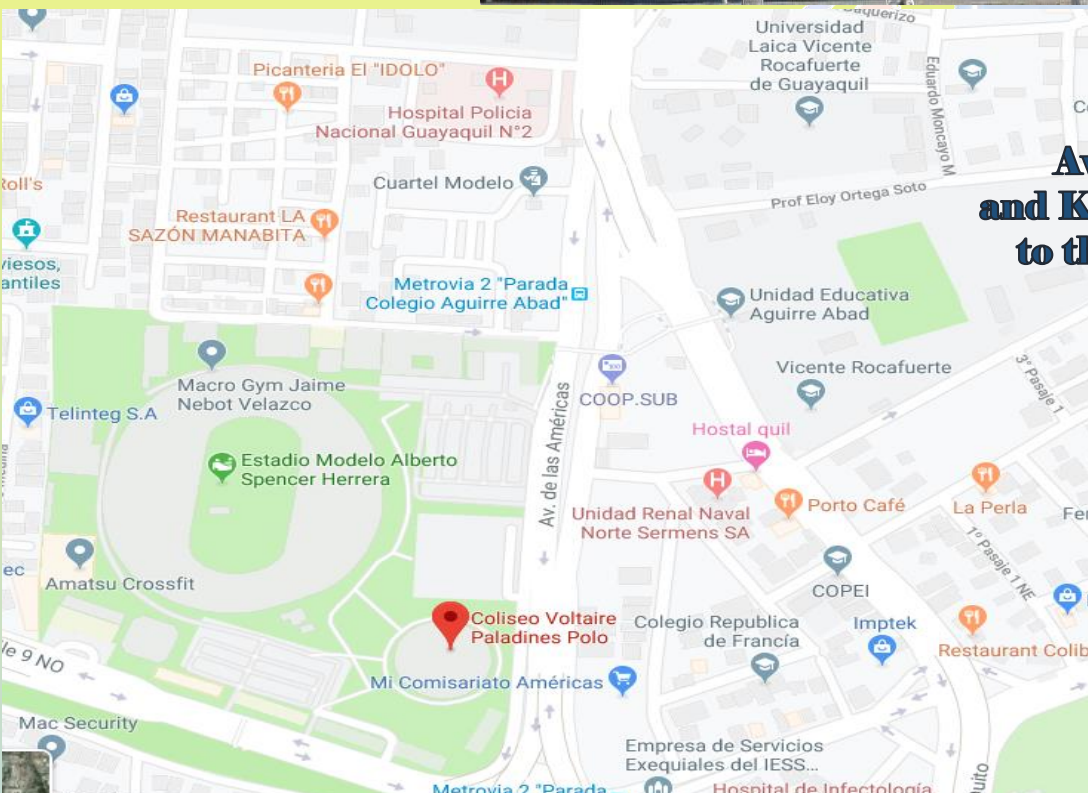 Universidad
Laica Vicente
Rocafuerte
de Guayaquil
Picanteria El "IDOLO"
H
Hospital Policia
Nacional Guayaquil N°2
Eduardo Moncayo M
Cuartel Modelo
Prof Eloy Ortega Soto
and
to
Restaurant LA
SAZÓN MANABITA
Metrovia 2 "Parada
Colegio Aguirre Abad"
Unidad Educativa
Aguirre Abad
Macro Gym Jaime
Nebot Velazco
COOP.SUB
Vicente Rocafuerte
3° Pasaje 1
Telinteg S.A
Av. de las Américas
Hostal quil
Estadio Modelo Alberto
Spencer Herrera
H
Unidad Renal Naval
Norte Sermens SA
Porto Café
La Perla
1° Pasaje 1 NE
Amatsu Crossfit
COPEI
Coliseo Voltaire
Paladines Polo
Colegio Republica
de Francía
Imptek
Restaurant Colib
9 NO
Mi Comisariato Américas
Mac Security
Empresa de Servicios
Exequiales del IESS...
Metrovia 2 "Parada
Hospital de Infectología